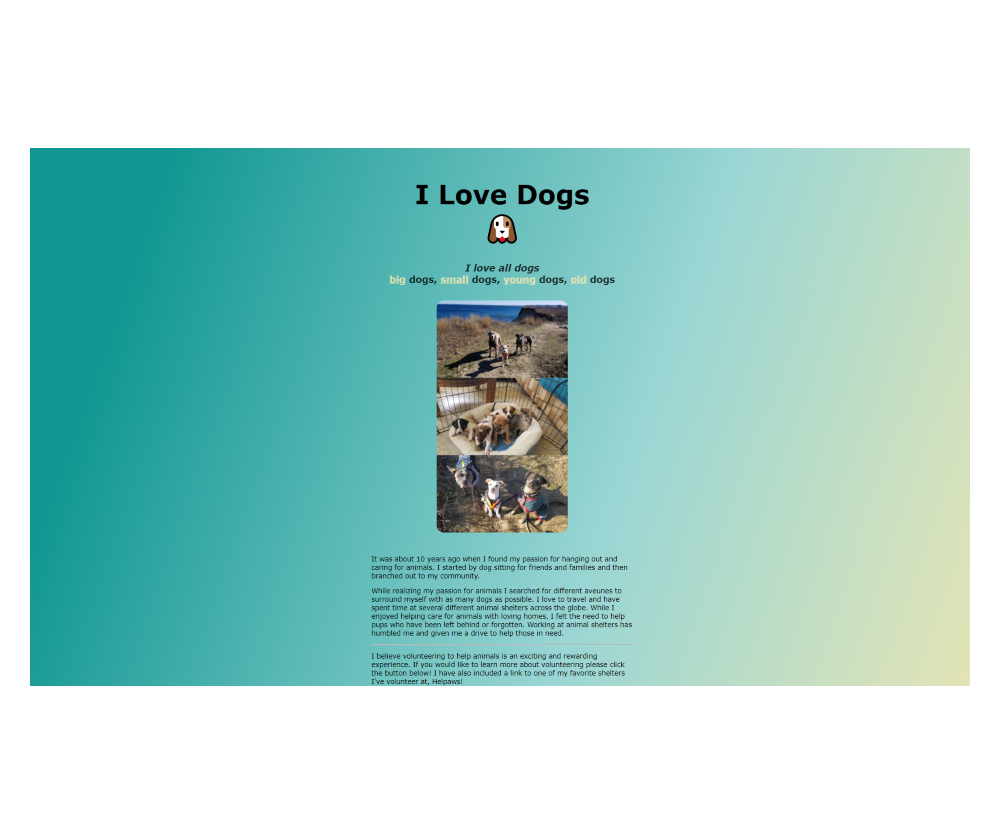 I Love Dogs
I love all dogs
big dogs, small dogs, young dogs, old dogs
It was about 10 years ago when I found my passion for hanging out and
caring for animals. I started by dog sitting for friends and families and then
branched out to my community.
While realizing my passion for animals I searched for different aveunes to
surround myself with as many dogs as possible. I love to travel and have
spent time at several different animal shelters across the globe. While I
enjoyed helping care for animals with loving homes, I felt the need to help
pups who have been left behind or forgotten. Working at animal shelters has
humbled me and given me a drive to help those in need.
I believe volunteering to help animals is an exciting and rewarding
experience. If you would like to learn more about volunteering please click
the button below! I have also included a link to one of my favorite shelters
I've volunteer at, Helpaws!